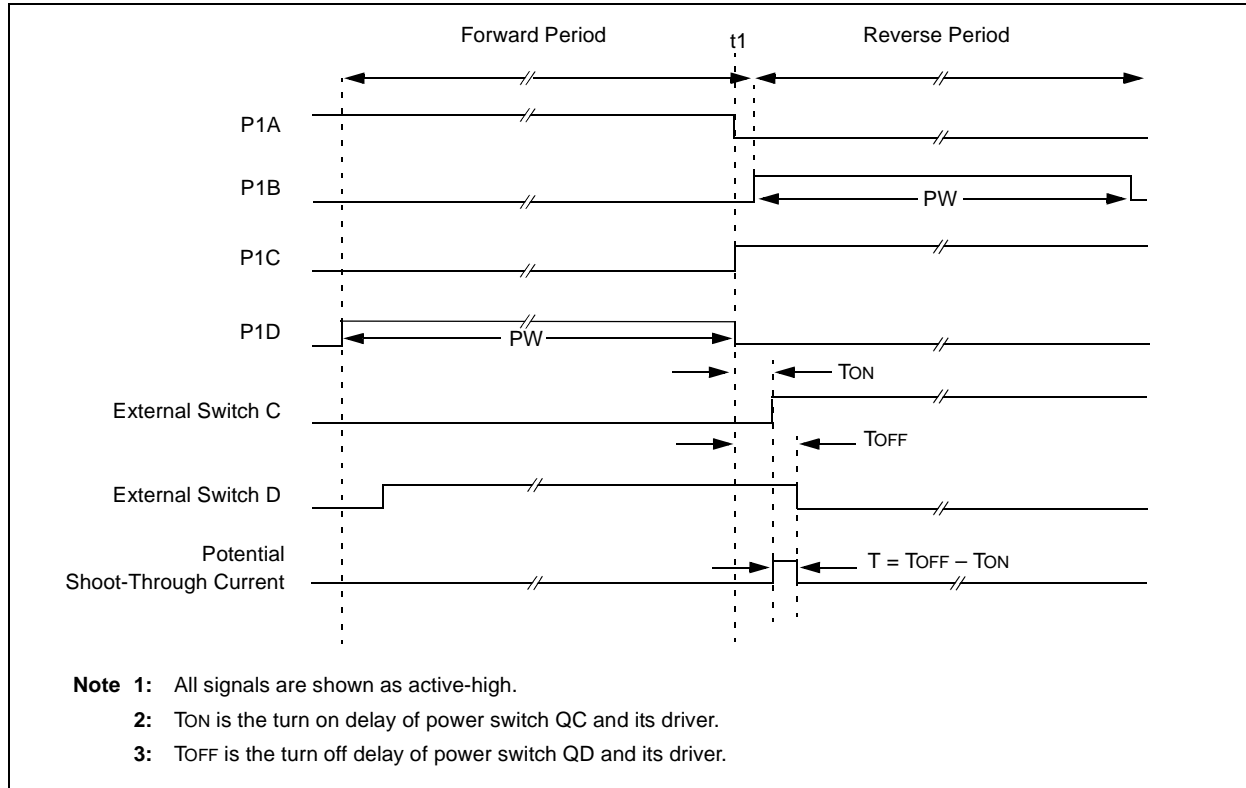 Forward Period
t1
Reverse Period
P1A
P1B
PW
P1C
P1D
PW
TON
External Switch C
TOFF
External Switch D
Potential
Shoot-Through Current
T = TOFF – TON
Note 1: All signals are shown as active-high.
2: TON is the turn on delay of power switch QC and its driver.
3: TOFF is the turn off delay of power switch QD and its driver.